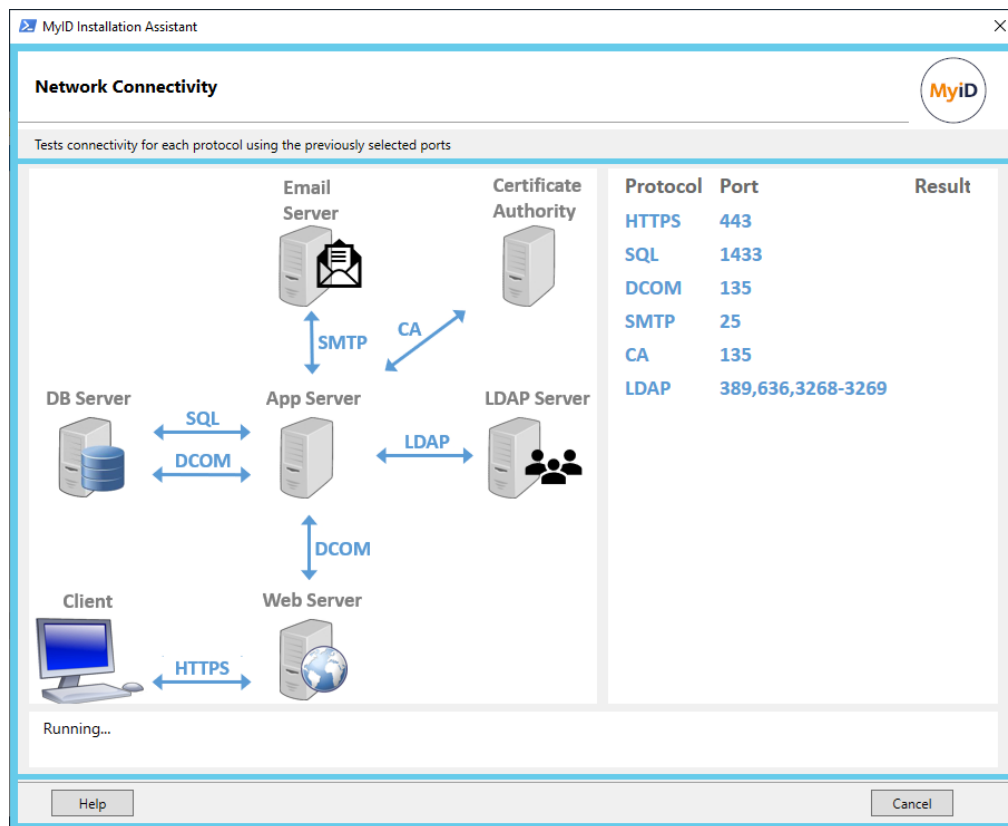 MyID Installation Assistant
Network Connectivity
MyiD
Tests connectivity for each protocol using the previously selected ports
Email
Server
Certificate
Authority
SMTP
CA
DB Server
App Server
LDAP Server
SQL
DCOM
LDAP
DCOM
Client
Web Server
HTTPS
Protocol Port Result
HTTPS 443
SQL 1433
DCOM 135
SMTP 25
CA 135
LDAP 389,636,3268-3269
Running...
Help
Cancel